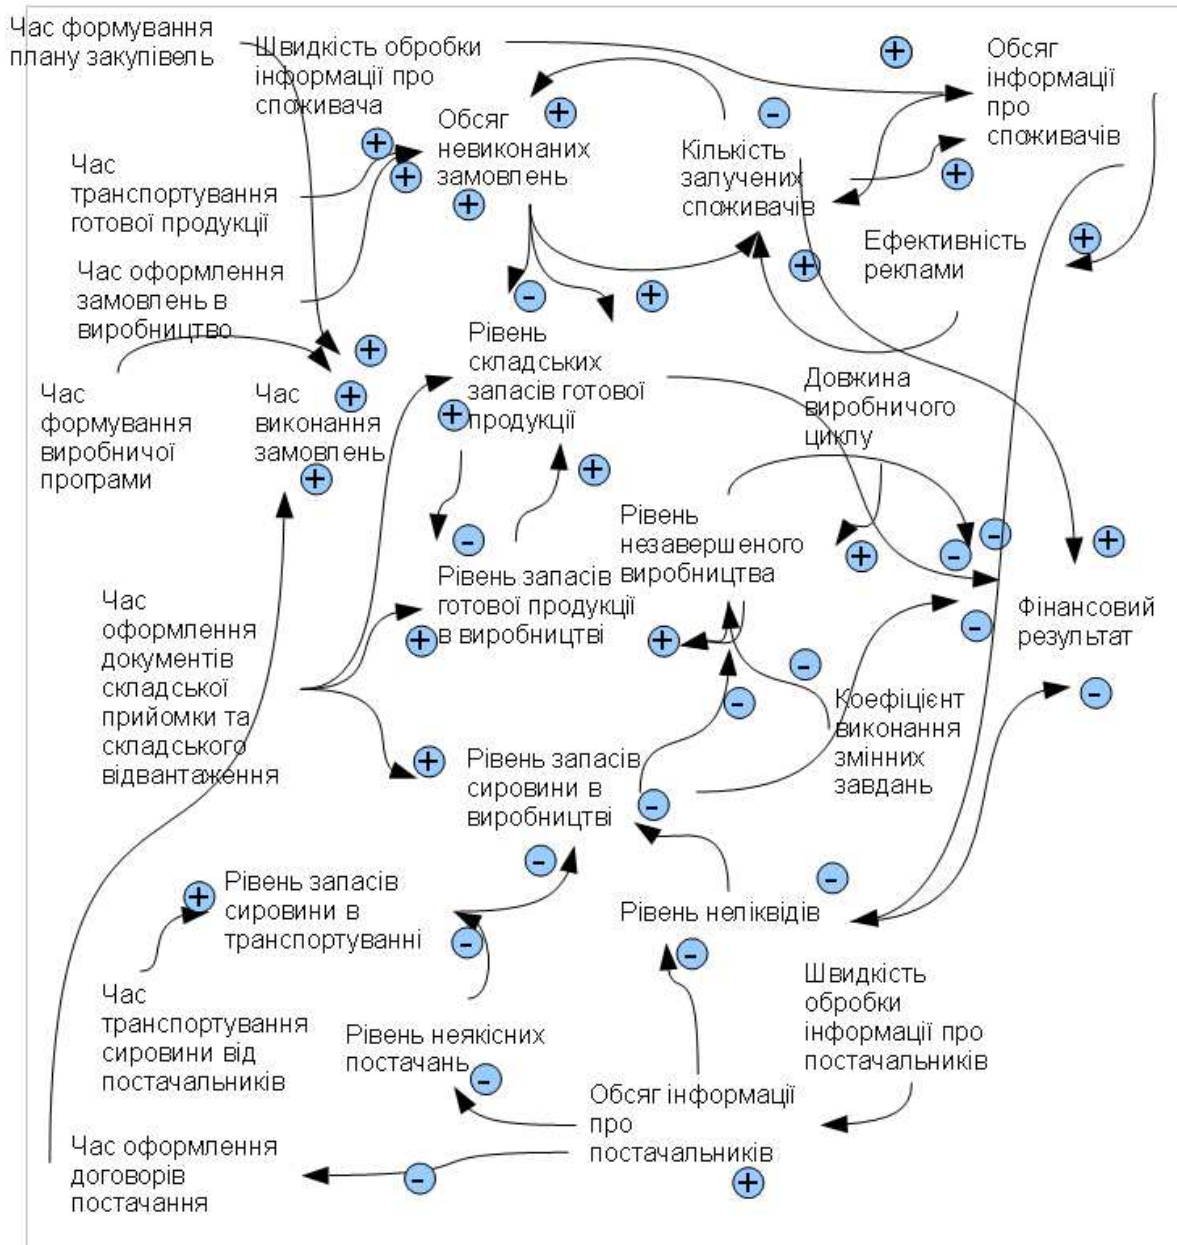 Час формування
плану закупівель
Швидкість обробки
інформації про
споживача
Обсяг
інформації
про
споживачів
+
+
-
Обсяг
невиконаних
замовлень
+
+
+
Кількість
залучених
споживачів
+
Час
транспортування
готової продукції
Ефективність
реклами
+
+
Час оформлення
замовлень в
виробництво
-
+
Рівень
складських
запасів готової
продукції
+
+
+
Довжина
виробничого
циклу
Час
формування
виробничої
програми
Час
виконання
замовлень
+
+
Рівень
незавершеного
виробництва
-
+
-
-
+
Рівень запасів
готової продукції
в виробництві
+
+
Фінансовий
результат
-
-
Час
оформлення
документів
складської
прийомки та
складського
відвантаження
-
-
Коефіцієнт
виконання
змінних
завдань
Рівень запасів
сировини в
виробництві
+
-
-
Рівень запасів
сировини в
транспортуванні
+
-
Рівень неліквідів
-
-
Час
транспортування
сировини від
постачальників
Швидкість
обробки
інформації про
постачальників
Рівень неякісних
постачань
-
Обсяг інформації
про
постачальників
+
Час оформлення
договорів
постачання
-